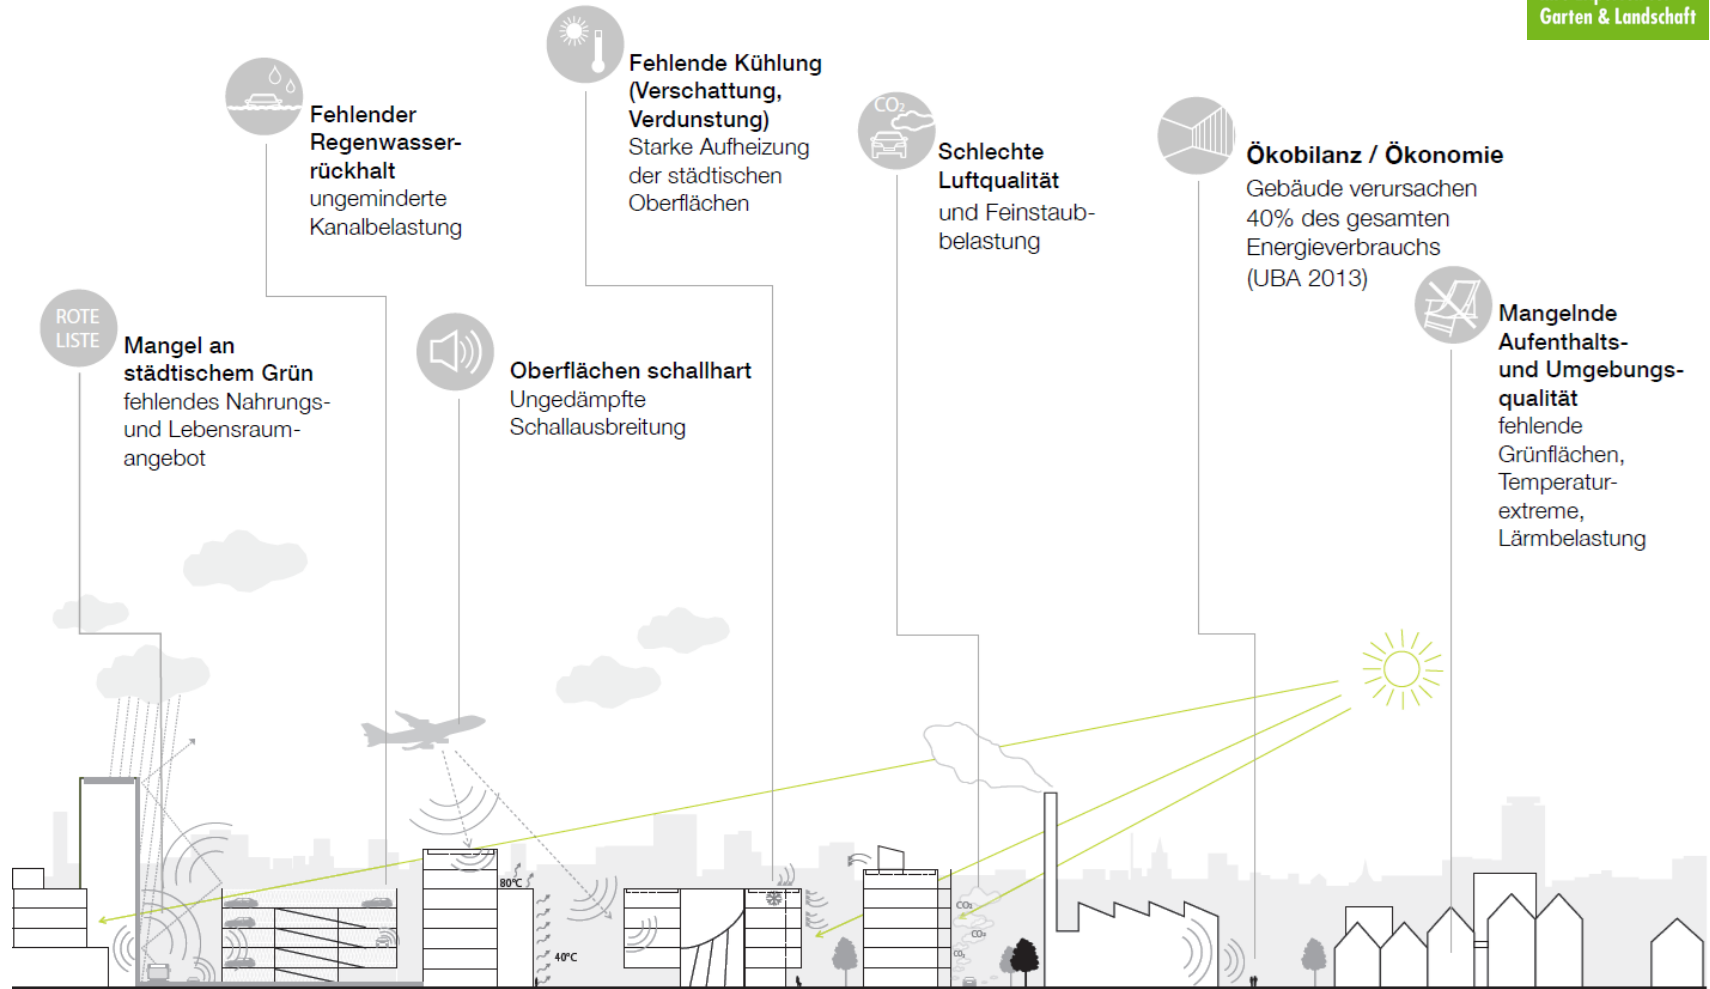 Garten & Landschaft
Fehlende Kühlung
(Verschattung,
Verdunstung)
Starke Aufheizung
der städtischen
Oberflächen
Fehlender
Regenwasser-
rückhalt
ungeminderte
Kanalbelastung
CO₂
Schlechte
Luftqualität
und Feinstaub-
belastung
Ökobilanz / Ökonomie
Gebäude verursachen
40% des gesamten
Energieverbrauchs
(UBA 2013)
ROTE
LISTE
Mangel an
städtischem Grün
fehlendes Nahrungs-
und Lebensraum-
angebot
Oberflächen schallhart
Ungedämpfte
Schallausbreitung
Mangelnde
Aufenthalts-
und Umgebungs-
qualität
fehlende
Grünflächen,
Temperatur-
extreme,
Lärmbelastung
80°C
40°C
CO₂
CO₂
CO₂